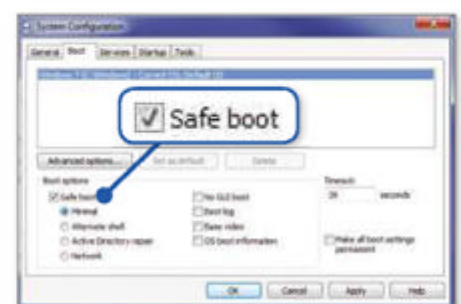 System Configuration
General Boot Services Startup Tools
Safe boot
Advanced options... Set as default Delete
Boot options
Timeout:
Safe boot No GUI boot 30 seconds
Minimal Boot log
Alternate shell Base video
Active Directory repair OS boot information Make all boot settings permanent
Network
OK Cancel Apply Help